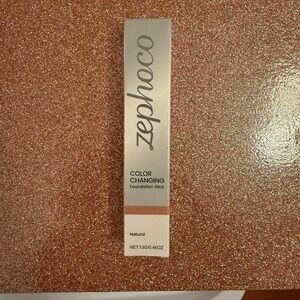 zephoco
COLOR
CHANGING
Foundation Stick
Natural
NET:13G/0.46OZ